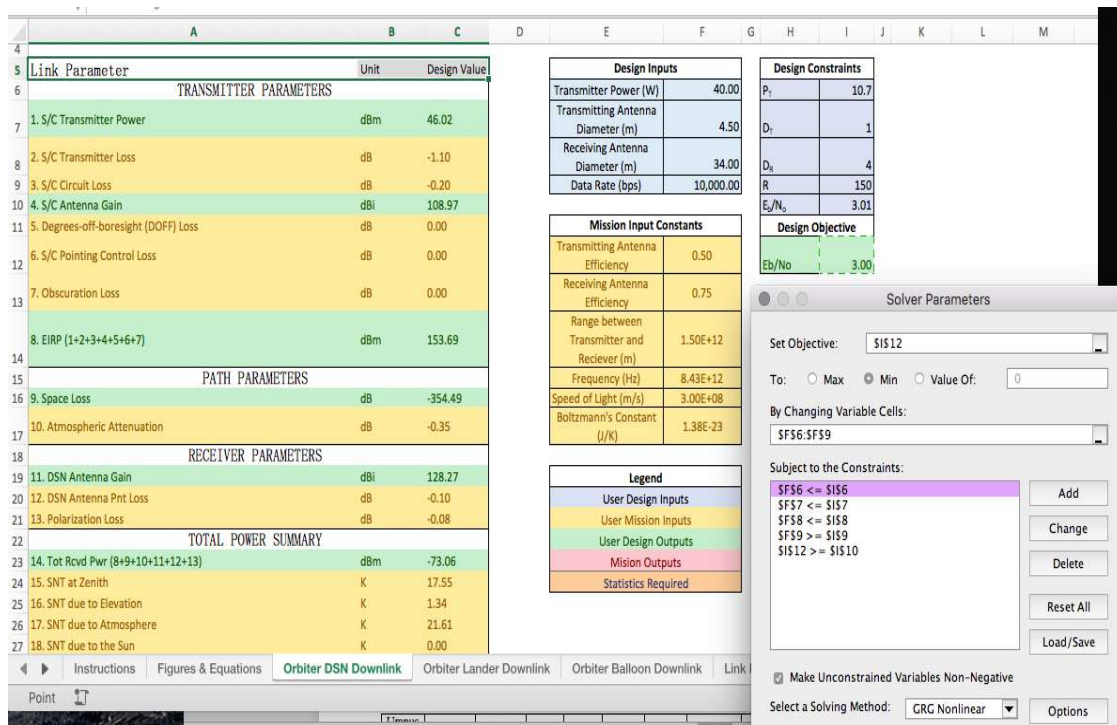 A B C D E F G H I J K L M
4
5 Link Parameter Unit Design Value
6 TRANSMITTER PARAMETERS
7 1. S/C Transmitter Power dBm 46.02
8 2. S/C Transmitter Loss dB -1.10
9 3. S/C Circuit Loss dB -0.20
10 4. S/C Antenna Gain dBi 108.97
11 5. Degrees-off-boresight (DOFF) Loss dB 0.00
12 6. S/C Pointing Control Loss dB 0.00
13 7. Obscuration Loss dB 0.00
14 8. EIRP (1+2+3+4+5+6+7) dBm 153.69
15 PATH PARAMETERS
16 9. Space Loss dB -354.49
17 10. Atmospheric Attenuation dB -0.35
18 RECEIVER PARAMETERS
19 11. DSN Antenna Gain dBi 128.27
20 12. DSN Antenna Pnt Loss dB -0.10
21 13. Polarization Loss dB -0.08
22 TOTAL POWER SUMMARY
23 14. Tot Rcvd Pwr (8+9+10+11+12+13) dBm -73.06
24 15. SNT at Zenith K 17.55
25 16. SNT due to Elevation K 1.34
26 17. SNT due to Atmosphere K 21.61
27 18. SNT due to the Sun K 0.00
Design Inputs
Transmitter Power (W) 40.00
Transmitting Antenna
Diameter (m) 4.50
Receiving Antenna
Diameter (m) 34.00
Data Rate (bps) 10,000.00
Mission Input Constants
Transmitting Antenna
Efficiency 0.50
Receiving Antenna
Efficiency 0.75
Range between
Transmitter and
Reciever (m) 1.50E+12
Frequency (Hz) 8.43E+12
Speed of Light (m/s) 3.00E+08
Boltzmann's Constant
(J/K) 1.38E-23
Legend
User Design Inputs
User Mission Inputs
User Design Outputs
Mision Outputs
Statistics Required
Design Constraints
PT 10.7
DT 1
DR 4
R 150
Eb/No 3.01
Design Objective
Eb/No 3.00
Solver Parameters
Set Objective: $I$12
To: Max Min Value Of: 0
By Changing Variable Cells:
$F$6:$F$9
Subject to the Constraints:
$F$6 <= $I$6
$F$7 <= $I$7
$F$8 <= $I$8
$F$9 >= $I$9
$I$12 >= $I$10
Add
Change
Delete
Reset All
Load/Save
Make Unconstrained Variables Non-Negative
Select a Solving Method: GRG Nonlinear Options
Instructions Figures & Equations Orbiter DSN Downlink Orbiter Lander Downlink Orbiter Balloon Downlink Link
Point